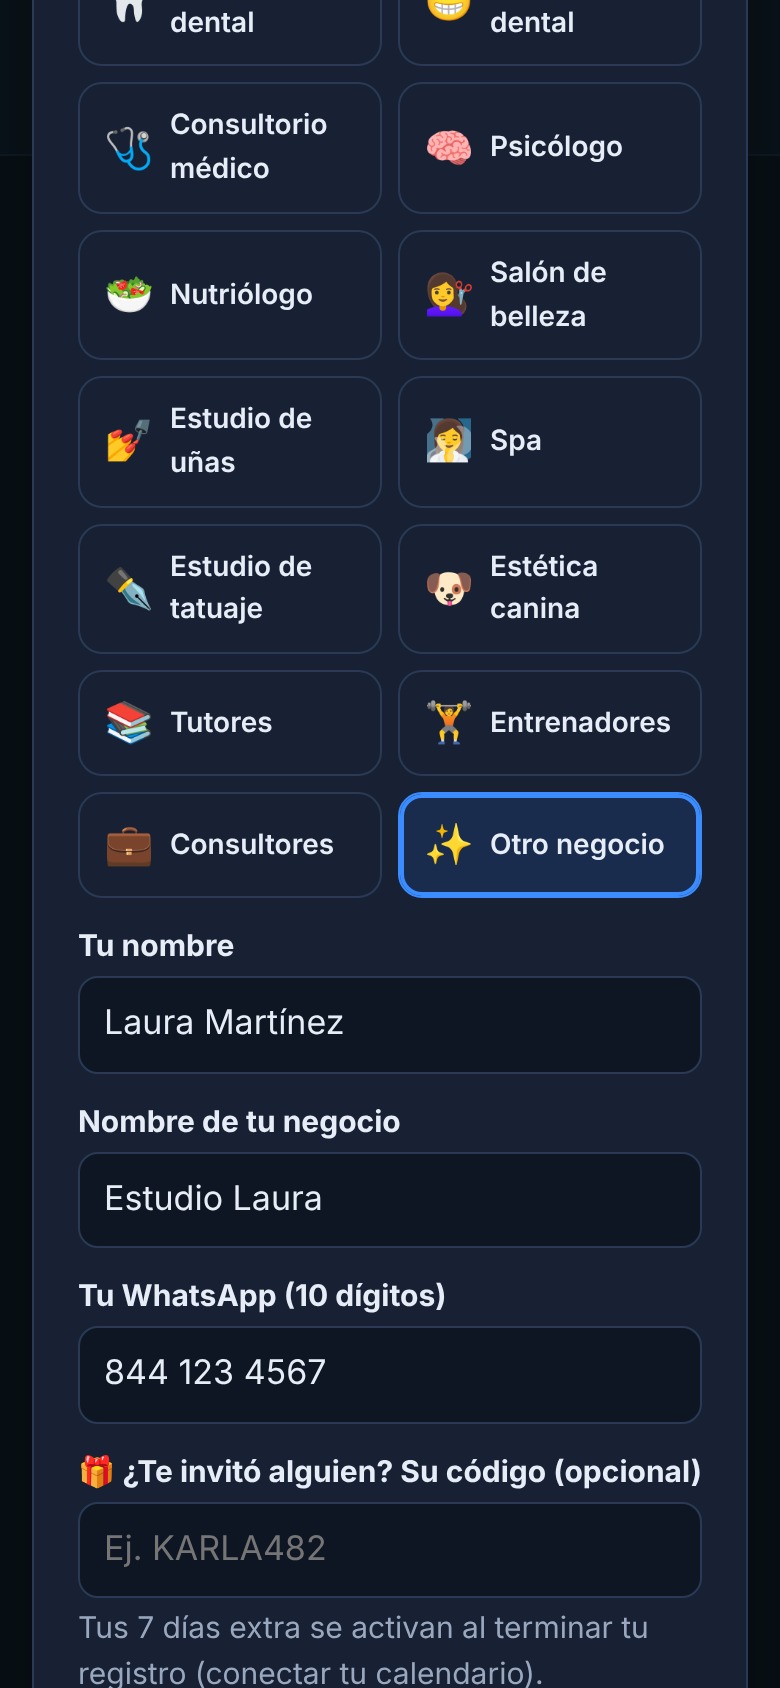 dental
dental
Consultorio
médico
Psicólogo
Nutriólogo
Salón de
belleza
Estudio de
uñas
Spa
Estudio de
tatuaje
Estética
canina
Tutores
Entrenadores
Consultores
Otro negocio
Tu nombre
Laura Martínez
Nombre de tu negocio
Estudio Laura
Tu WhatsApp (10 dígitos)
844 123 4567
🎁 ¿Te invitó alguien? Su código (opcional)
Ej. KARLA482
Tus 7 días extra se activan al terminar tu
registro (conectar tu calendario).